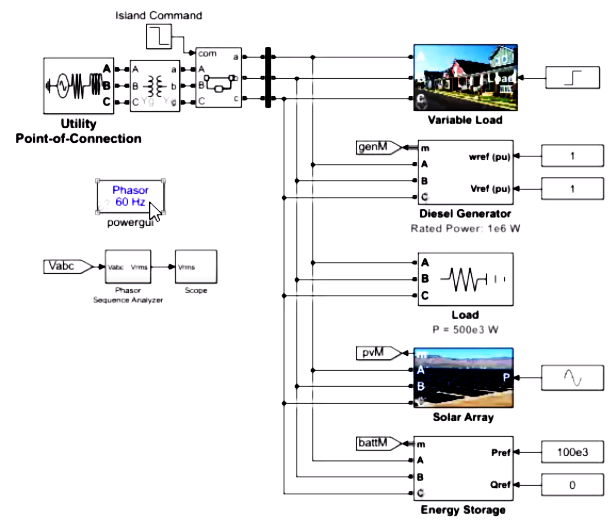 Island Command
com
A
B
C
A
B
C
a
b
c
A
B
C
a
b
c
Utility
Point-of-Connection
Load
Variable Load
genM
m
A
B
C
wref (pu)
Vref (pu)
1
1
Diesel Generator
Rated Power: 1e6 W
Phasor
60 Hz
powergui
Vabc
Vabc
Vrms
Vrms
Phasor
Sequence Analyzer
Scope
A
B
C
Load
P = 500e3 W
pvM
m
A
B
C
P
Solar Array
battM
m
A
B
C
Pref
Qref
100e3
0
Energy Storage